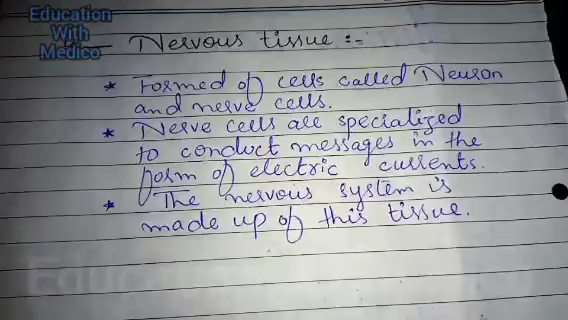 Education
With
Medico
— Nervous tissue :-
* Formed of cells called Neuron
and nerve cells.
* Nerve cells are specialized
to conduct messages in the
form of electric currents.
* The nervous system is
made up of this tissue.